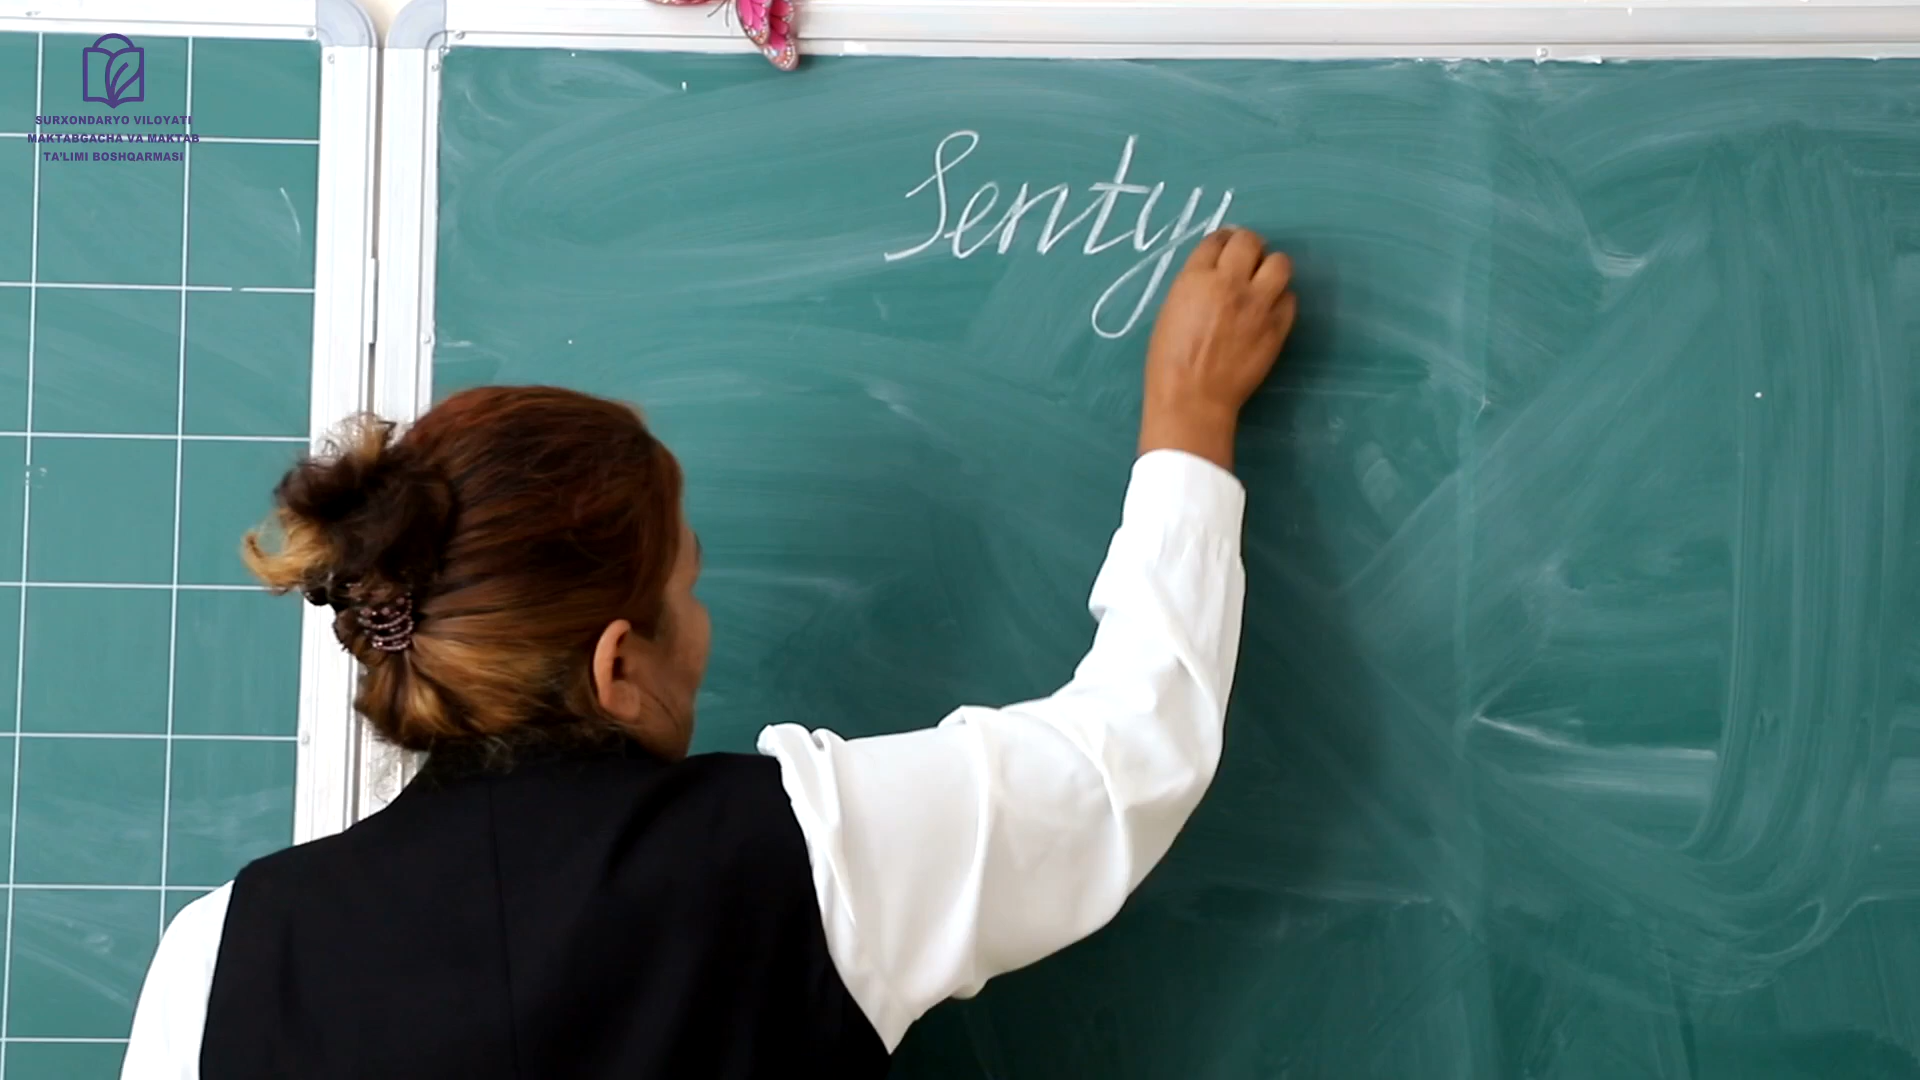 SURXONDARYO VILOYATI
MAKTABGACHA VA MAKTAB
TA'LIMI BOSHQARMASI
Senty